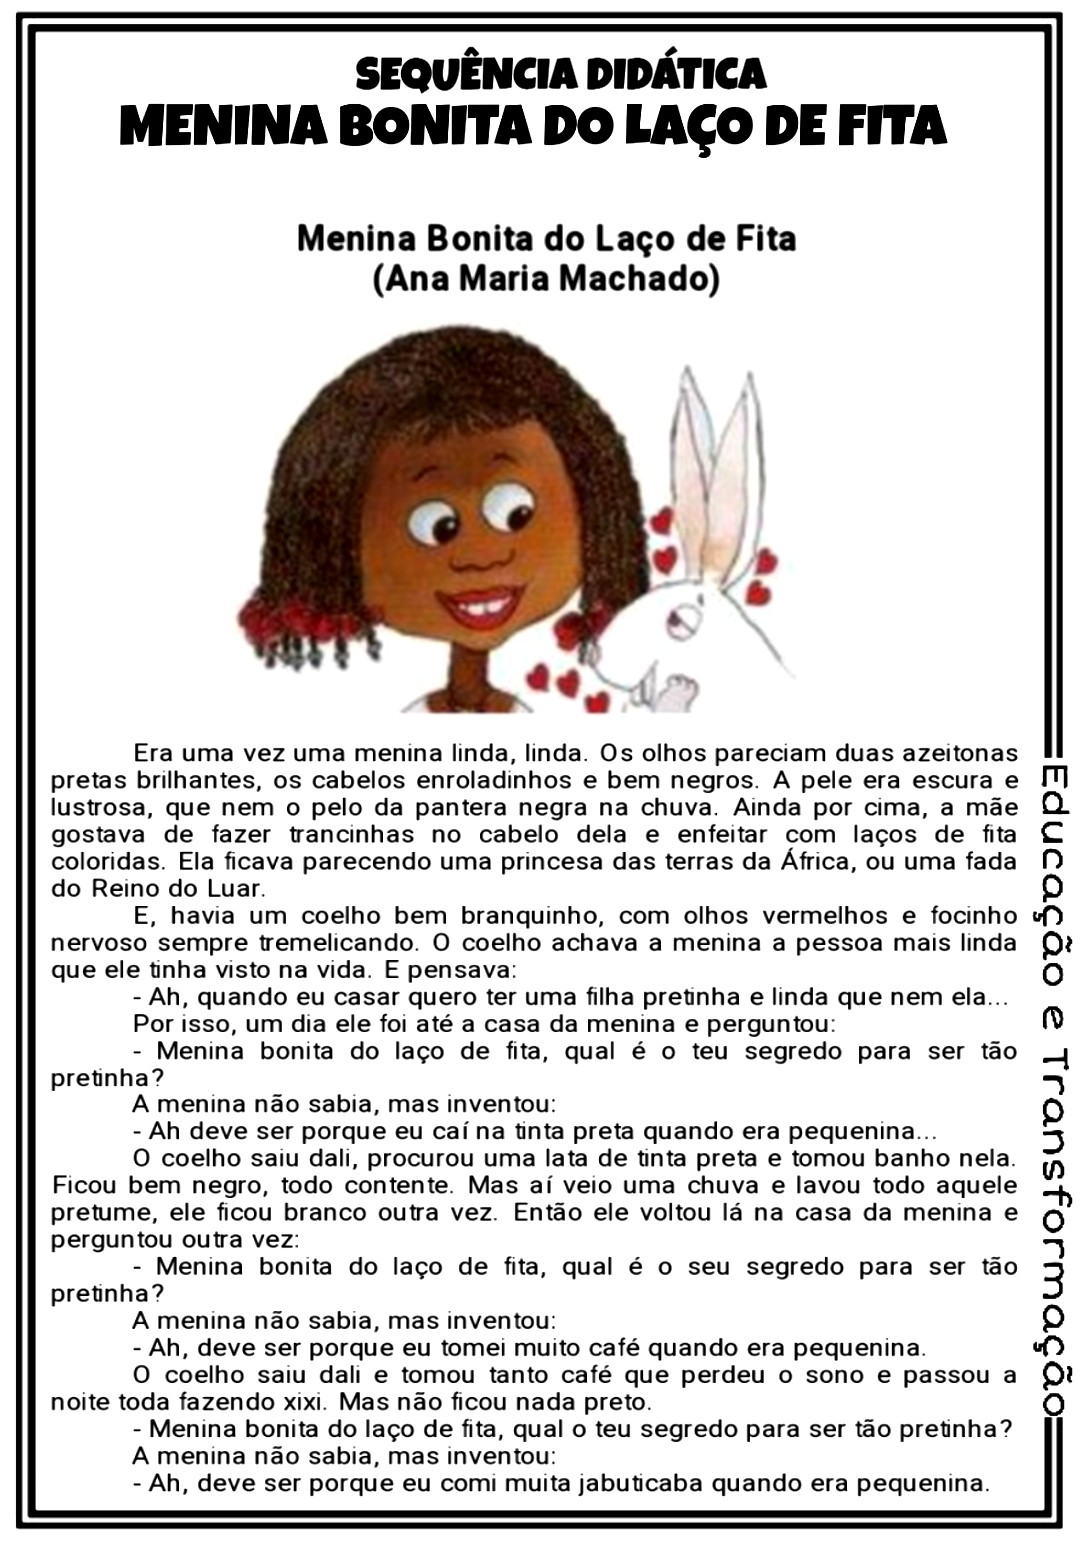 SEQUÊNCIA DIDÁTICA
MENINA BONITA DO LAÇO DE FITA
Menina Bonita do Laço de Fita
(Ana Maria Machado)
Era uma vez uma menina linda, linda. Os olhos pareciam duas azeitonas
pretas brilhantes, os cabelos enroladinhos e bem negros. A pele era escura e
lustrosa, que nem o pelo da pantera negra na chuva. Ainda por cima, a mãe
gostava de fazer trancinhas no cabelo dela e enfeitar com laços de fita
coloridas. Ela ficava parecendo uma princesa das terras da África, ou uma fada
do Reino do Luar.
E, havia um coelho bem branquinho, com olhos vermelhos e focinho
nervoso sempre tremelicando. O coelho achava a menina a pessoa mais linda
que ele tinha visto na vida. E pensava:
- Ah, quando eu casar quero ter uma filha pretinha e linda que nem ela...
Por isso, um dia ele foi até a casa da menina e perguntou:
- Menina bonita do laço de fita, qual é o teu segredo para ser tão
pretinha?
A menina não sabia, mas inventou:
- Ah deve ser porque eu caí na tinta preta quando era pequenina...
O coelho saiu dali, procurou uma lata de tinta preta e tomou banho nela.
Ficou bem negro, todo contente. Mas aí veio uma chuva e lavou todo aquele
pretume, ele ficou branco outra vez. Então ele voltou lá na casa da menina e
perguntou outra vez:
- Menina bonita do laço de fita, qual é o seu segredo para ser tão
pretinha?
A menina não sabia, mas inventou:
- Ah, deve ser porque eu tomei muito café quando era pequenina.
O coelho saiu dali e tomou tanto café que perdeu o sono e passou a
noite toda fazendo xixi. Mas não ficou nada preto.
- Menina bonita do laço de fita, qual o teu segredo para ser tão pretinha?
A menina não sabia, mas inventou:
- Ah, deve ser porque eu comi muita jabuticaba quando era pequenina.
Educação e Transformação